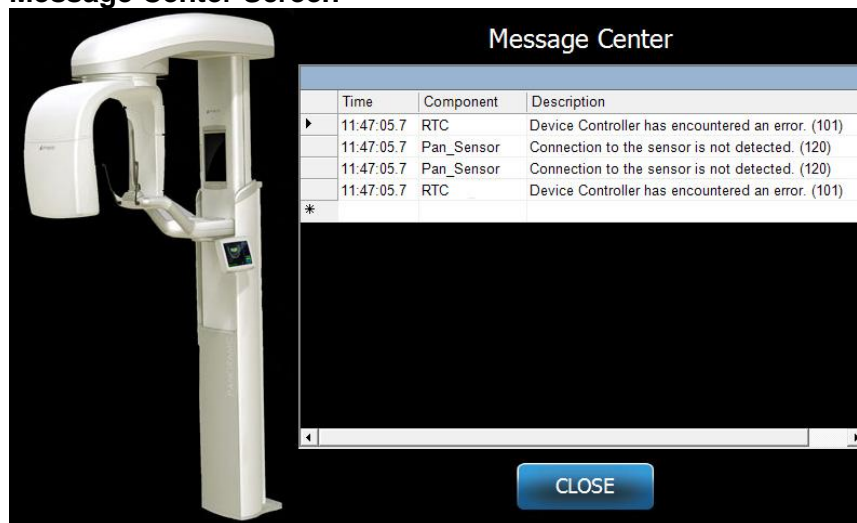 Message Center Screen
Message Center
Time Component Description
11:47:05.7 RTC Device Controller has encountered an error. (101)
11:47:05.7 Pan_Sensor Connection to the sensor is not detected. (120)
11:47:05.7 Pan_Sensor Connection to the sensor is not detected. (120)
11:47:05.7 RTC Device Controller has encountered an error. (101)
*
PANORAMIC
CLOSE